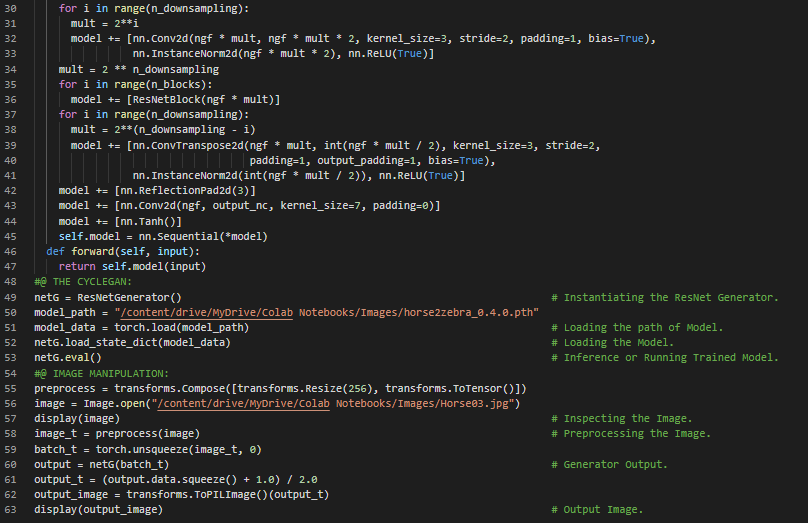 30 for i in range(n_downsampling):
31 mult = 2**i
32 model += [nn.Conv2d(ngf * mult, ngf * mult * 2, kernel_size=3, stride=2, padding=1, bias=True),
33 nn.InstanceNorm2d(ngf * mult * 2), nn.ReLU(True)]
34 mult = 2 ** n_downsampling
35 for i in range(n_blocks):
36 model += [ResNetBlock(ngf * mult)]
37 for i in range(n_downsampling):
38 mult = 2**(n_downsampling - i)
39 model += [nn.ConvTranspose2d(ngf * mult, int(ngf * mult / 2), kernel_size=3, stride=2,
40 padding=1, output_padding=1, bias=True),
41 nn.InstanceNorm2d(int(ngf * mult / 2)), nn.ReLU(True)]
42 model += [nn.ReflectionPad2d(3)]
43 model += [nn.Conv2d(ngf, output_nc, kernel_size=7, padding=0)]
44 model += [nn.Tanh()]
45 self.model = nn.Sequential(*model)
46 def forward(self, input):
47 return self.model(input)
48 #@ THE CYCLEGAN:
49 netG = ResNetGenerator() # Instantiating the ResNet Generator.
50 model_path = "/content/drive/MyDrive/Colab Notebooks/Images/horse2zebra_0.4.0.pth"
51 model_data = torch.load(model_path) # Loading the path of Model.
52 netG.load_state_dict(model_data) # Loading the Model.
53 netG.eval() # Inference or Running Trained Model.
54 #@ IMAGE MANIPULATION:
55 preprocess = transforms.Compose([transforms.Resize(256), transforms.ToTensor()])
56 image = Image.open("/content/drive/MyDrive/Colab Notebooks/Images/Horse03.jpg")
57 display(image) # Inspecting the Image.
58 image_t = preprocess(image) # Preprocessing the Image.
59 batch_t = torch.unsqueeze(image_t, 0)
60 output = netG(batch_t) # Generator Output.
61 output_t = (output.data.squeeze() + 1.0) / 2.0
62 output_image = transforms.ToPILImage()(output_t)
63 display(output_image) # Output Image.